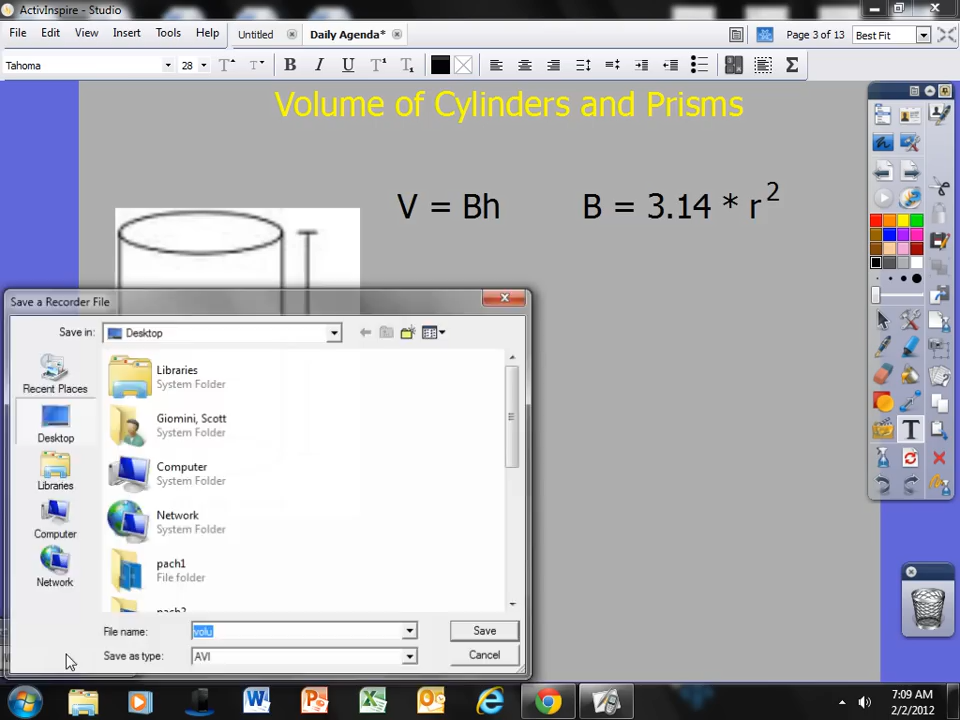 ActivInspire - Studio
File Edit View Insert Tools Help Untitled Daily Agenda* Page 3 of 13 Best Fit
Tahoma 28 T T B I U T¹ T₁ Σ
Volume of Cylinders and Prisms
V = Bh B = 3.14 * r²
Save a Recorder File
Save in: Desktop
Recent Places
Desktop
Libraries
Computer
Network
Libraries
System Folder
Giomini, Scott
System Folder
Computer
System Folder
Network
System Folder
pach1
File folder
pach2
File name: volu Save
Save as type: AVI Cancel
7:09 AM
2/2/2012